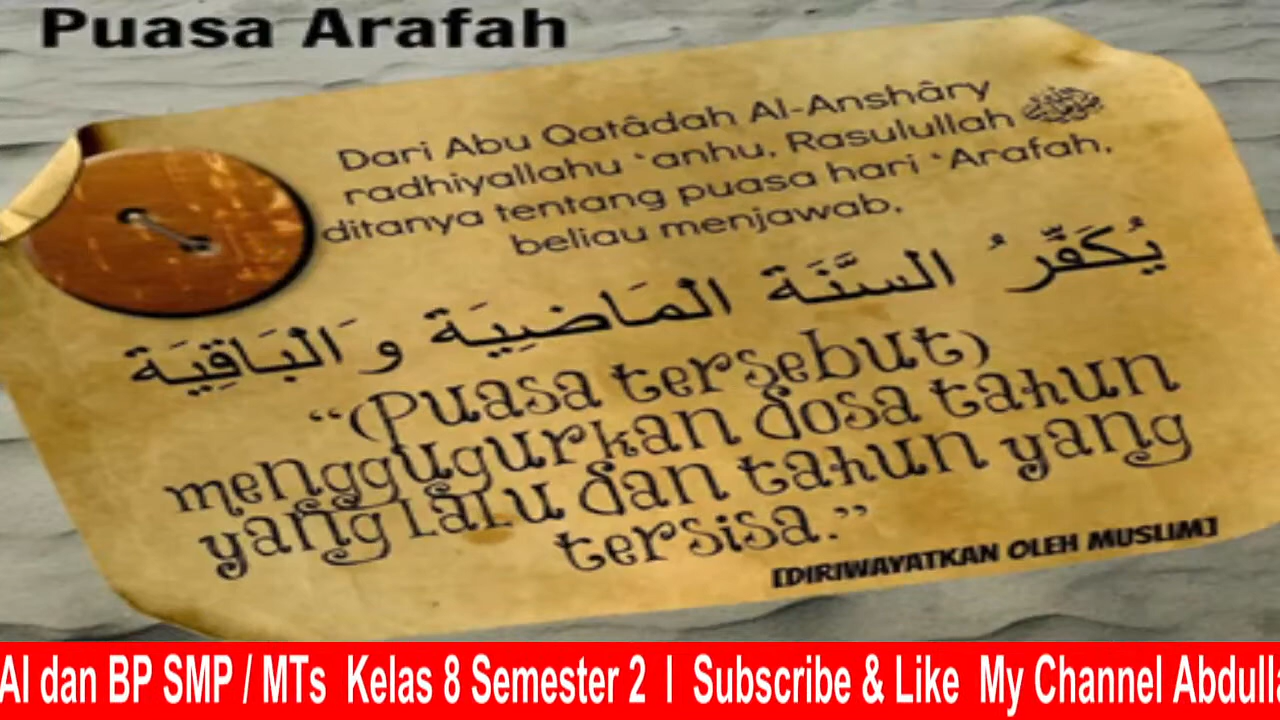 Puasa Arafah
Dari Abu Qatâdah Al-Anshâry
radhiyallahu ‘anhu, Rasulullah ﷺ
ditanya tentang puasa hari ‘Arafah,
beliau menjawab,
يُكَفِّرُ السَّنَةَ المَاضِيَةَ وَالبَاقِيَة
“(Puasa tersebut)
menggugurkan dosa tahun
yang lalu dan tahun yang
tersisa.”
[DIRIWAYATKAN OLEH MUSLIM]
AI dan BP SMP / MTs Kelas 8 Semester 2 I Subscribe & Like My Channel Abdulla